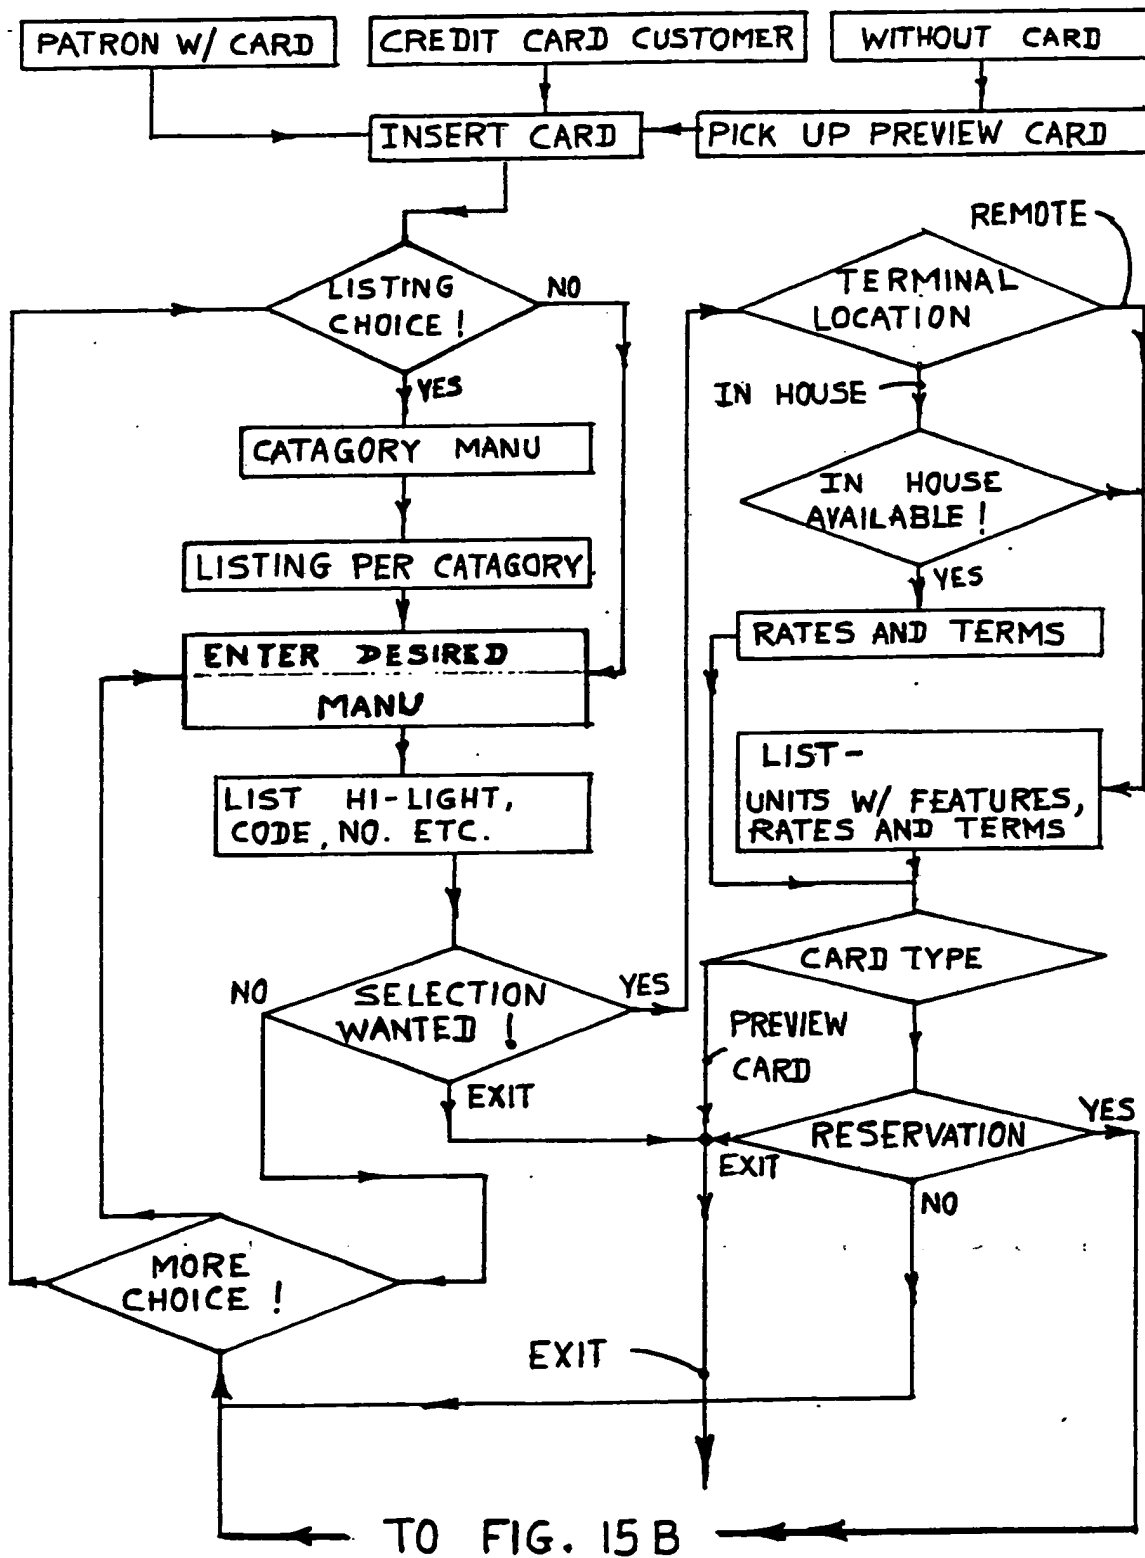 PATRON W/ CARD
CREDIT CARD CUSTOMER
WITHOUT CARD
INSERT CARD
PICK UP PREVIEW CARD
REMOTE
LISTING
CHOICE!
NO
TERMINAL
LOCATION
YES
IN HOUSE
CATAGORY MANU
IN HOUSE
AVAILABLE!
LISTING PER CATAGORY
YES
ENTER DESIRED
MANU
RATES AND TERMS
LIST HI-LIGHT,
CODE, NO. ETC.
LIST-
UNITS W/ FEATURES,
RATES AND TERMS
NO
SELECTION
WANTED!
YES
CARD TYPE
PREVIEW
CARD
EXIT
RESERVATION
YES
EXIT
NO
MORE
CHOICE!
EXIT
TO FIG. 15B